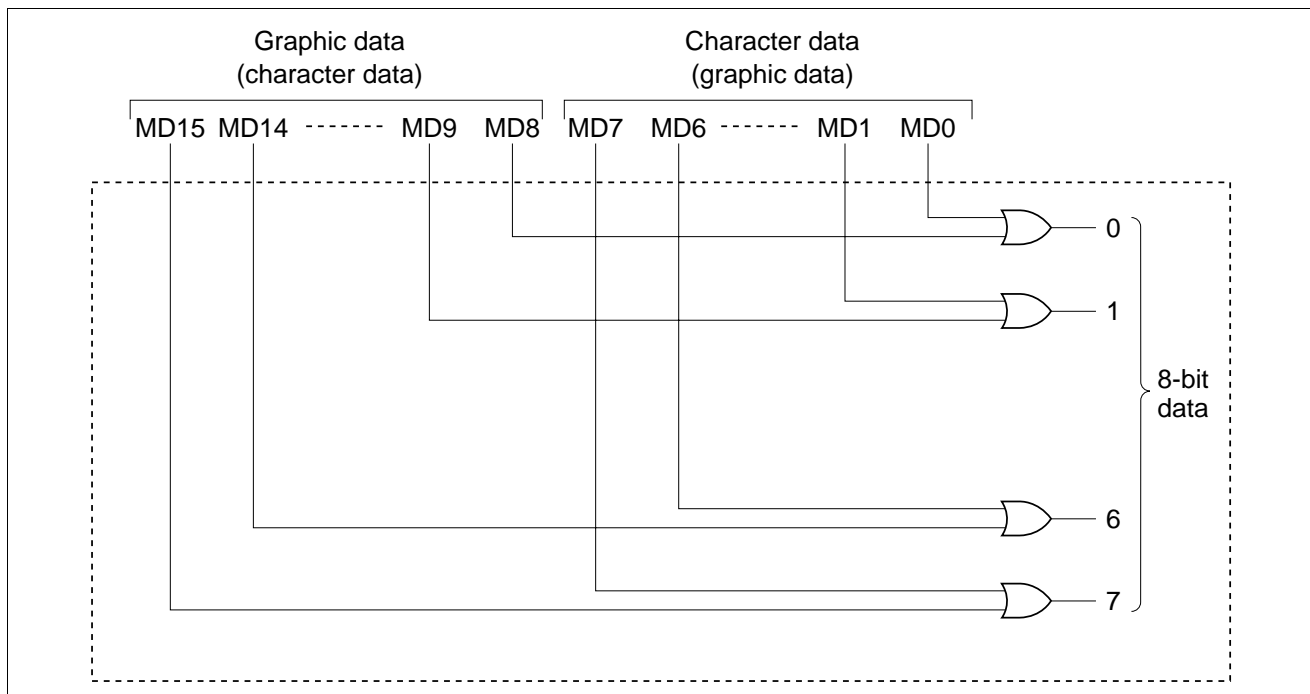 Graphic data
(character data)
Character data
(graphic data)
MD15 MD14 MD9 MD8 MD7 MD6 MD1 MD0
0
1
8-bit
data
6
7